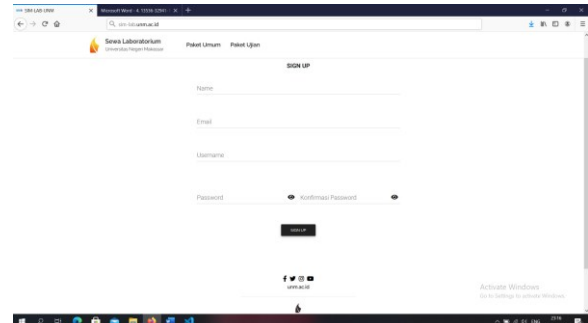 SIM LAB UNM
Microsoft Word - 4. 13556-32901
sim-lab.unm.ac.id
Sewa Laboratorium
Universitas Negeri Makassar
Paket Umum Paket Ujian
SIGN UP
Name
Email
Username
Password Konfirmasi Password
SIGN UP
unm.ac.id
Activate Windows
Go to Settings to activate Windows.
ENG